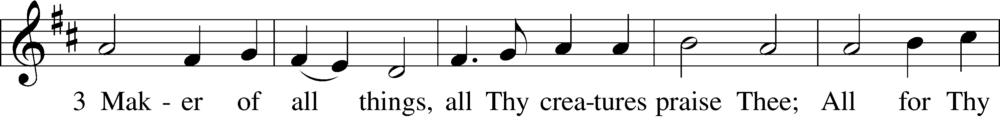 3 Mak - er of all things, all Thy crea-tures praise Thee; All for Thy